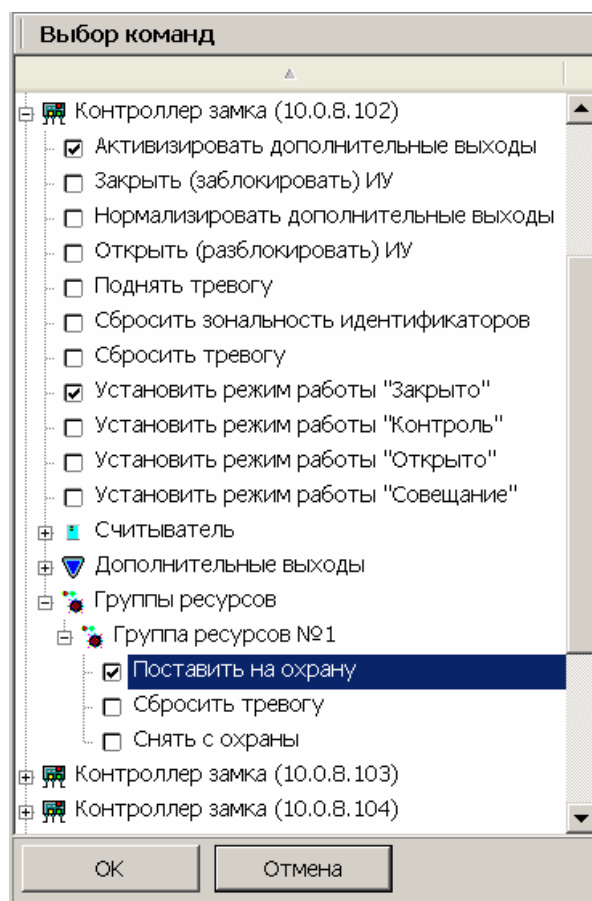 Выбор команд
Контроллер замка (10.0.8.102)
Активизировать дополнительные выходы
Закрыть (заблокировать) ИУ
Нормализировать дополнительные выходы
Открыть (разблокировать) ИУ
Поднять тревогу
Сбросить зональность идентификаторов
Сбросить тревогу
Установить режим работы "Закрыто"
Установить режим работы "Контроль"
Установить режим работы "Открыто"
Установить режим работы "Совещание"
Считыватель
Дополнительные выходы
Группы ресурсов
Группа ресурсов №1
Поставить на охрану
Сбросить тревогу
Снять с охраны
Контроллер замка (10.0.8.103)
Контроллер замка (10.0.8.104)
ОК
Отмена